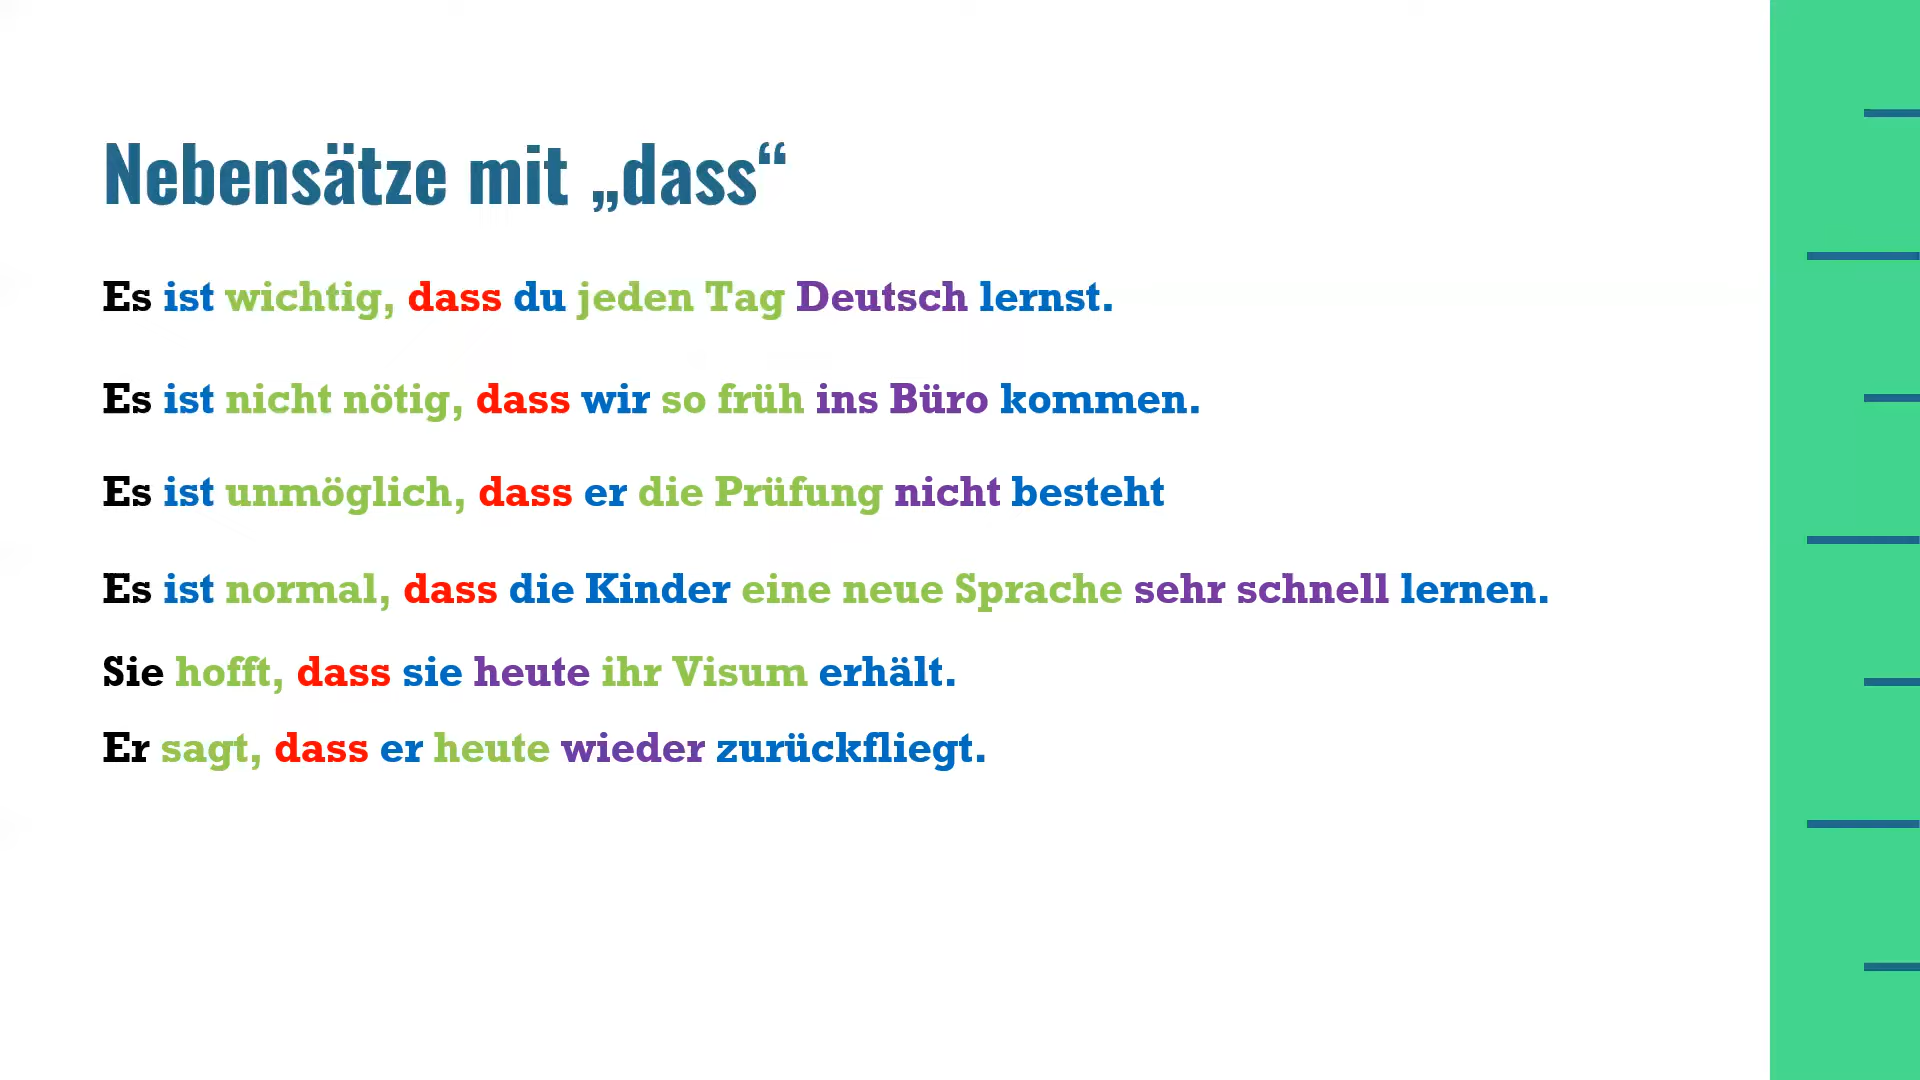 Nebensätze mit „dass“
Es ist wichtig, dass du jeden Tag Deutsch lernst.
Es ist nicht nötig, dass wir so früh ins Büro kommen.
Es ist unmöglich, dass er die Prüfung nicht besteht
Es ist normal, dass die Kinder eine neue Sprache sehr schnell lernen.
Sie hofft, dass sie heute ihr Visum erhält.
Er sagt, dass er heute wieder zurückfliegt.